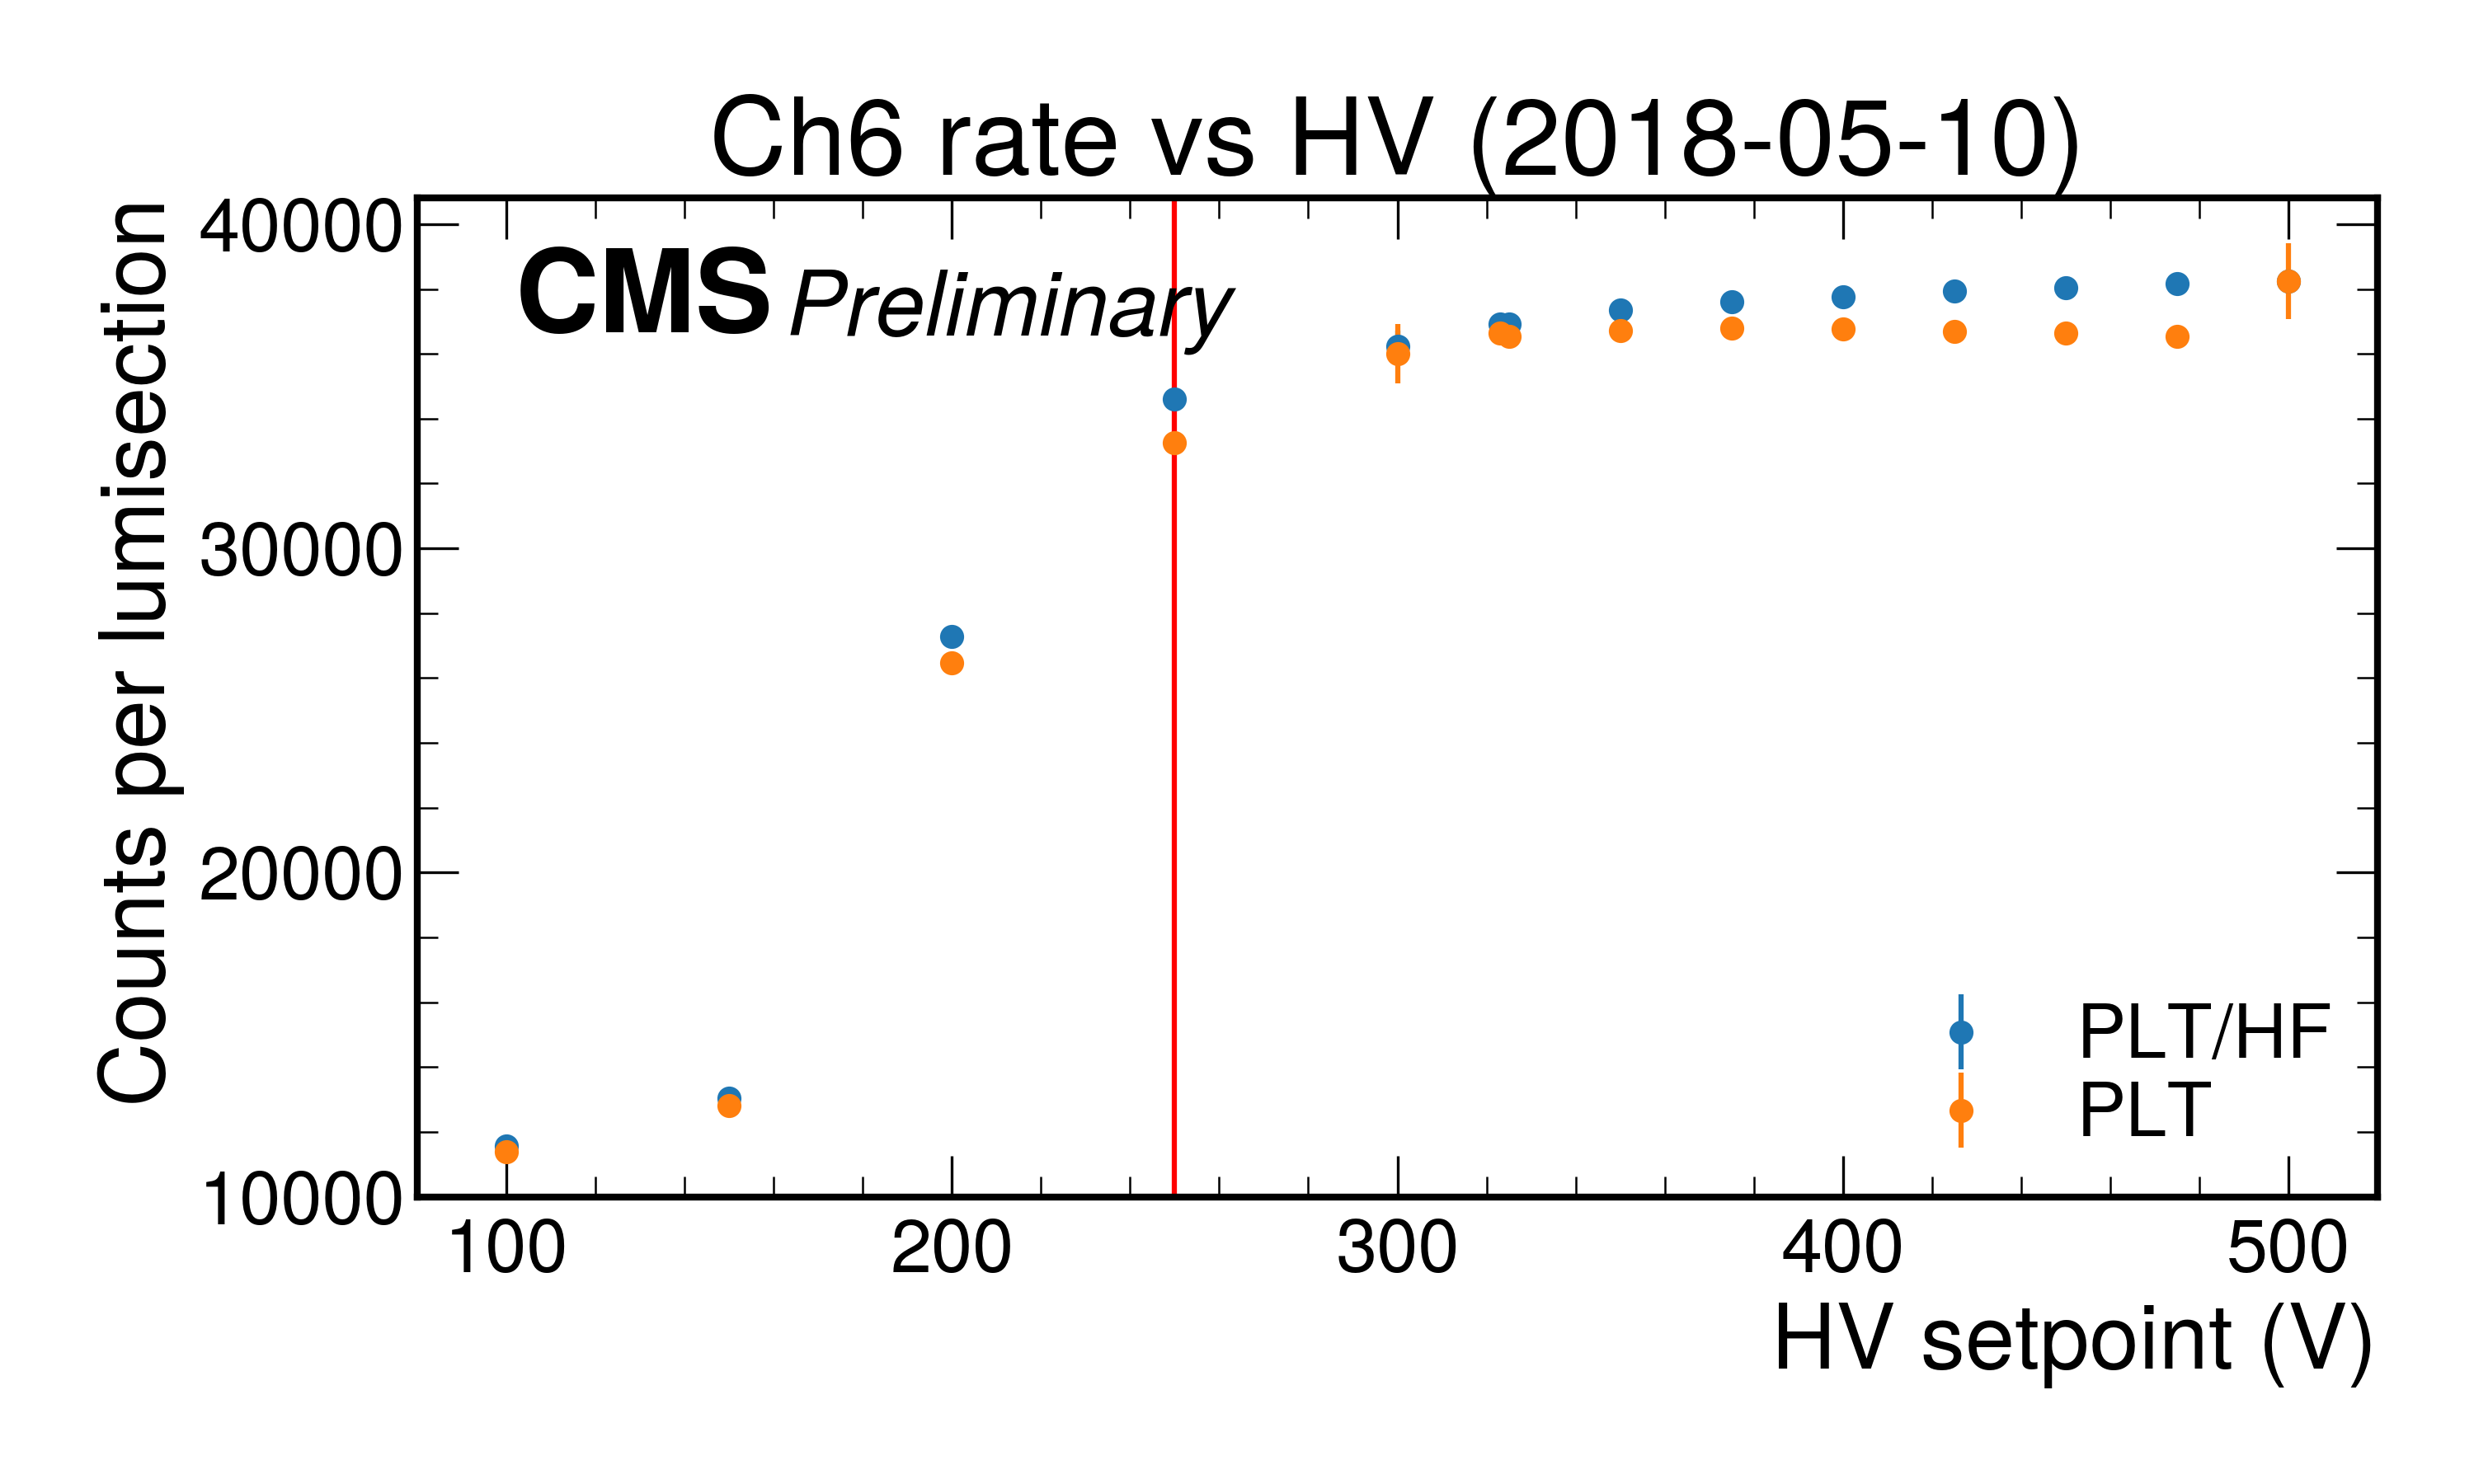 Ch6 rate vs HV (2018-05-10)
CMS Preliminary
Counts per lumisection
40000
30000
20000
10000
100 200 300 400 500
HV setpoint (V)
PLT/HF
PLT